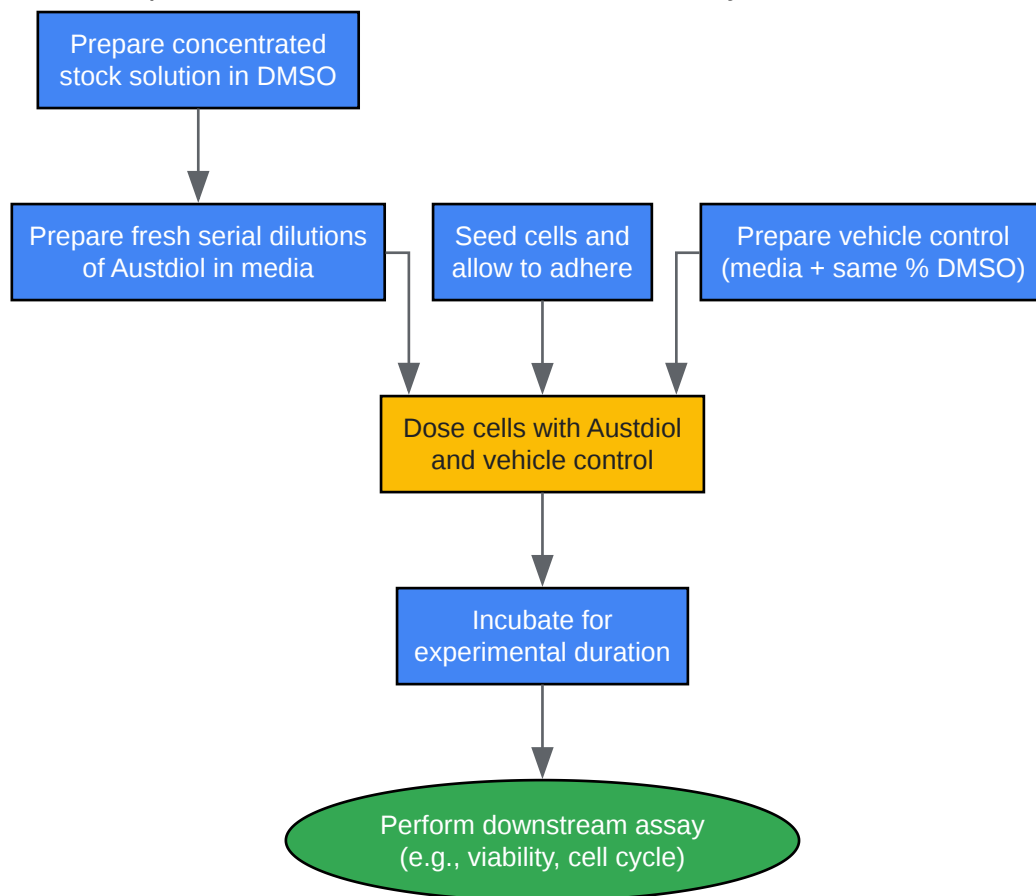 Prepare concentrated
stock solution in DMSO
Prepare fresh serial dilutions
of Austdiol in media
Seed cells and
allow to adhere
Prepare vehicle control
(media + same % DMSO)
Dose cells with Austdiol
and vehicle control
Incubate for
experimental duration
Perform downstream assay
(e.g., viability, cell cycle)